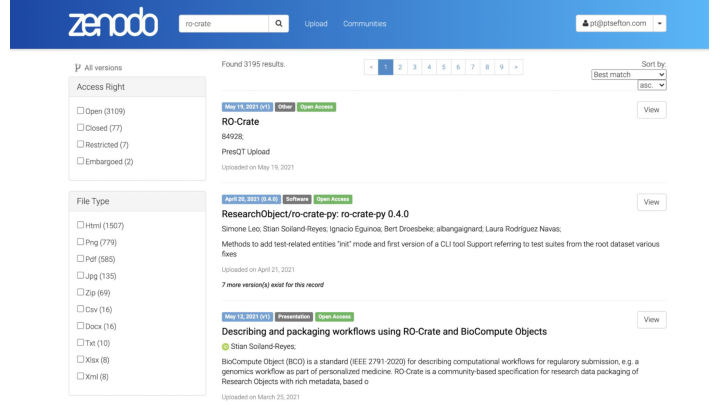 zenodo
ro-crate
Upload
Communities
pt@ptsefton.com
All versions
Access Right
Open (3109)
Closed (77)
Restricted (7)
Embargoed (2)
File Type
Html (1507)
Png (779)
Pdf (585)
Jpg (135)
Zip (69)
Csv (16)
Docx (16)
Txt (10)
Xlsx (8)
Xml (8)
Found 3195 results.
< 1 2 3 4 5 6 7 8 9 >
Sort by:
Best match
asc.
May 19, 2021 (v1) Other Open Access
View
RO-Crate
84928;
PresQT Upload
Uploaded on May 19, 2021
April 20, 2021 (0.4.0) Software Open Access
View
ResearchObject/ro-crate-py: ro-crate-py 0.4.0
Simone Leo; Stian Soiland-Reyes; Ignacio Eguinoa; Bert Droesbeke; albangaignard; Laura Rodríguez Navas;
Methods to add test-related entities "init" mode and first version of a CLI tool Support referring to test suites from the root dataset various
fixes
Uploaded on April 21, 2021
7 more version(s) exist for this record
May 12, 2021 (v1) Presentation Open Access
View
Describing and packaging workflows using RO-Crate and BioCompute Objects
Stian Soiland-Reyes;
BioCompute Object (BCO) is a standard (IEEE 2791-2020) for describing computational workflows for regularory submission, e.g. a
genomics workflow as part of personalized medicine. RO-Crate is a community-based specification for research data packaging of
Research Objects with rich metadata, based o
Uploaded on March 25, 2021